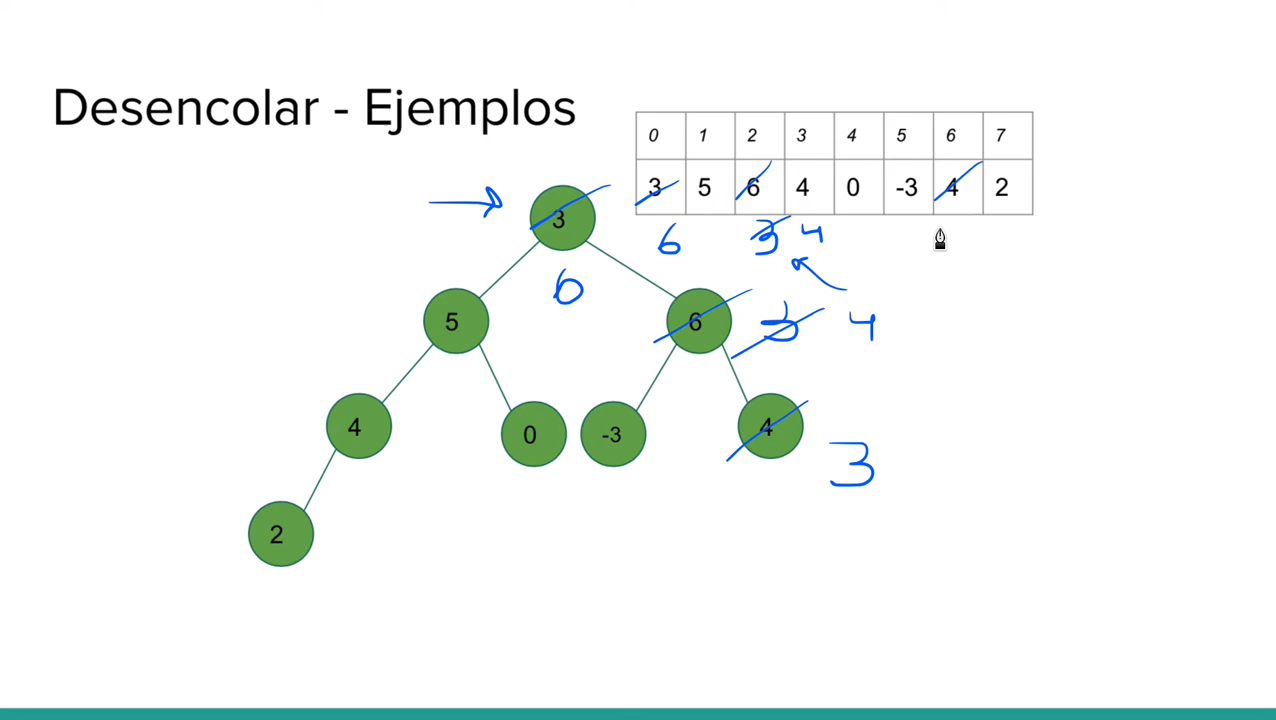 Desencolar - Ejemplos
0 1 2 3 4 5 6 7
3 5 6 4 0 -3 4 2
6 3 4
3
6
5 6 3 4
4 0 -3 4
3
2